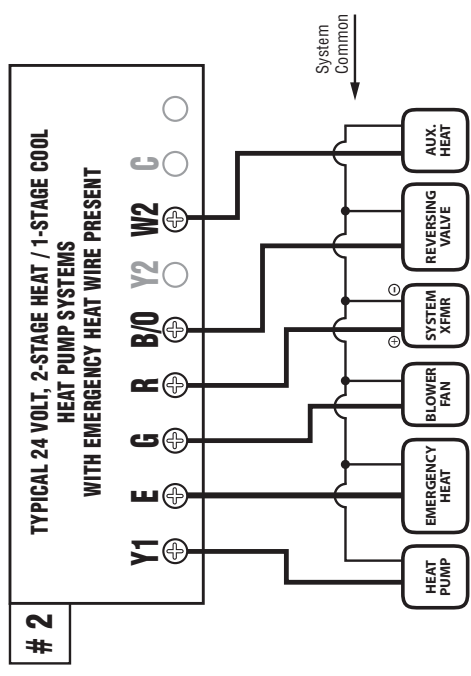 # 2
TYPICAL 24 VOLT, 2-STAGE HEAT / 1-STAGE COOL
HEAT PUMP SYSTEMS
WITH EMERGENCY HEAT WIRE PRESENT
Y1 E G R B/O Y2 W2 C
System
Common
HEAT
PUMP
EMERGENCY
HEAT
BLOWER
FAN
+ SYSTEM −
XFMR
REVERSING
VALVE
AUX.
HEAT